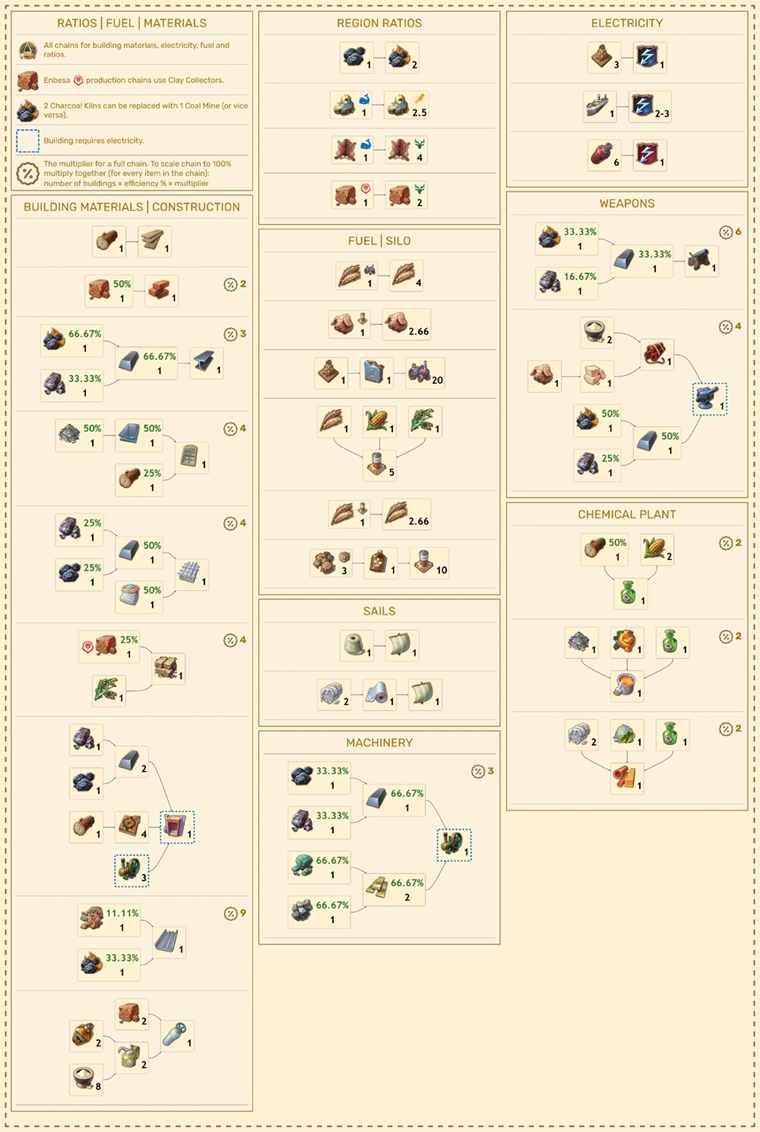 RATIOS | FUEL | MATERIALS
All chains for building materials, electricity, fuel and
ratios.
Enbesa production chains use Clay Collectors.
2 Charcoal Kilns can be replaced with 1 Coal Mine (or vice
versa).
Building requires electricity.
The multiplier for a full chain. To scale chain to 100%
multiply together (for every item in the chain):
number of buildings × efficiency % × multiplier
BUILDING MATERIALS | CONSTRUCTION
1 1
50% 2
1 1
66.67% 3
1 66.67%
33.33% 1 1
1
50% 50% 4
1 1
25% 1
1
25% 4
1 50%
25% 1 1
1 50%
1
25% 4
1
1 1
1
2
1
1 4 1
3
11.11% 9
1
33.33% 1
1
2
2 1
2
8
REGION RATIOS
1 2
1 2.5
1 4
1 2
FUEL | SILO
1 4
1 2.66
1 1 20
1 1 1
5
1 2.66
3 1 10
SAILS
1 1
2 1 1
MACHINERY
33.33% 3
1 66.67%
33.33% 1
1
1
66.67%
1 66.67%
66.67% 2
1
ELECTRICITY
3 1
1 2-3
6 1
WEAPONS
33.33% 6
1 33.33%
16.67% 1 1
1
4
2
1
1 1
1
50%
1 50%
25% 1
1
CHEMICAL PLANT
50% 2
1 2
1
2
1 1 1
1
2
2 1 1
1